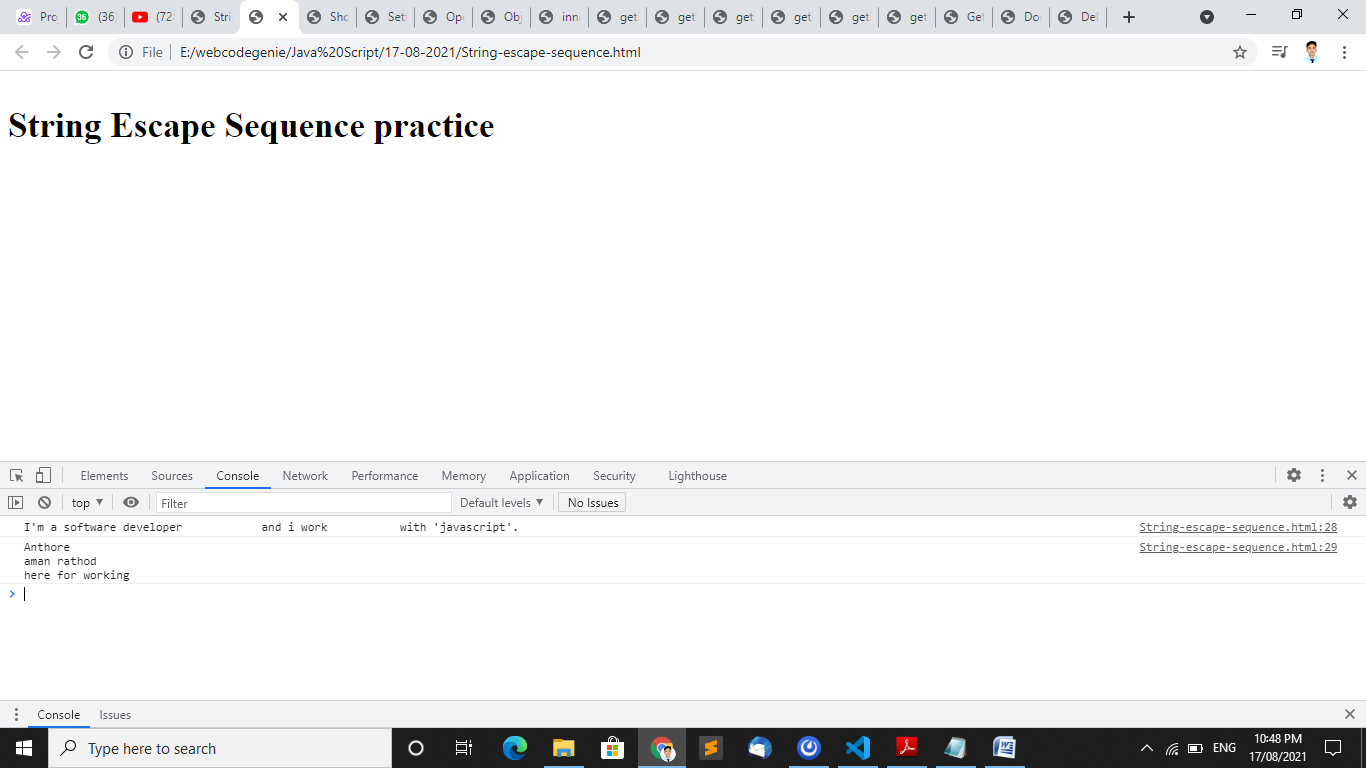 Pro (36 (728 Stri Sho Set Ope Obj inne get get get get get get Get Dou Del
File E:/webcodegenie/Java%20Script/17-08-2021/String-escape-sequence.html
String Escape Sequence practice
Elements Sources Console Network Performance Memory Application Security Lighthouse
top Filter Default levels No Issues
I'm a software developer and i work with 'javascript'. String-escape-sequence.html:28
Anthore String-escape-sequence.html:29
aman rathod
here for working
Console Issues
Type here to search ENG 10:48 PM
17/08/2021